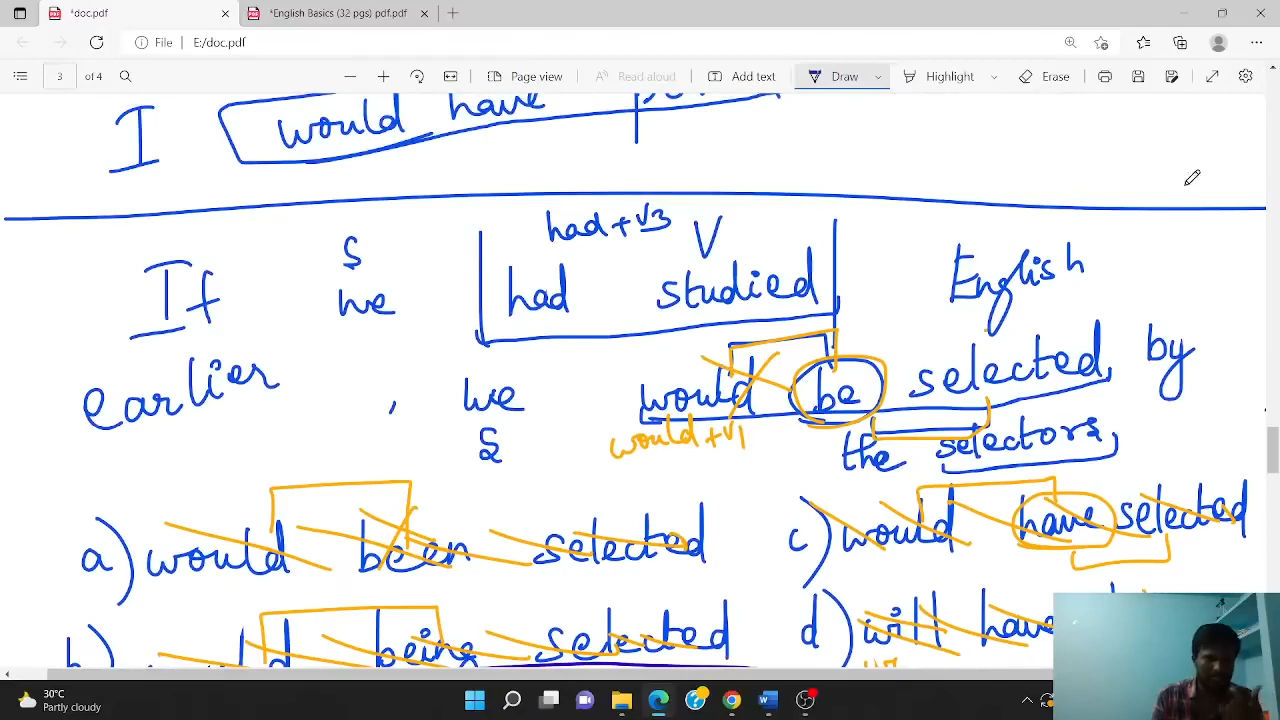 *doc.pdf
*English Basics (32 pgs) pdf.pdf
File E:/doc.pdf
3 of 4 Page view Read aloud Add text Draw Highlight Erase
I would have
had + V3 V
S
If we had studied English
earlier , we would be selected by
S would + V1 the selectors,
a) would been selected
c) would have selected
b) being selected
d) will have
30°C
Partly cloudy